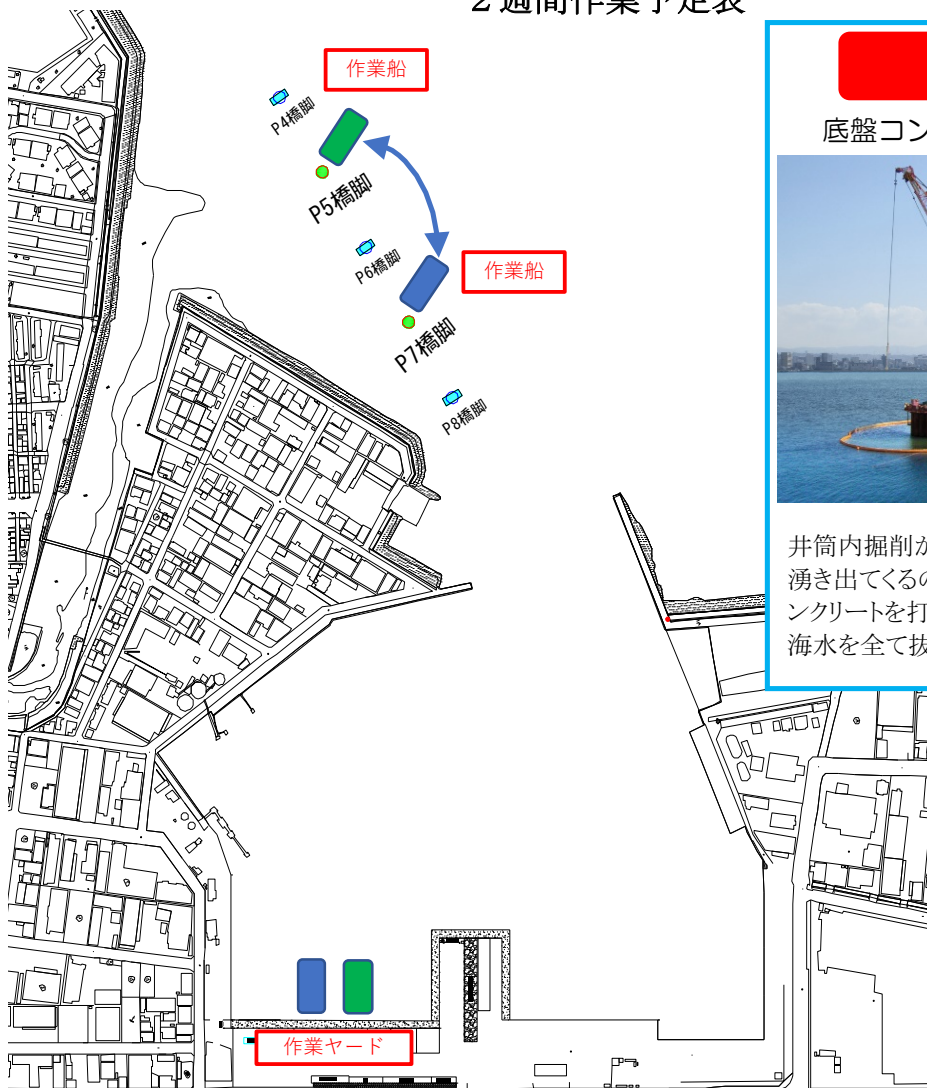 2週間作業予定表
作業船
P4橋脚
P5橋脚
P6橋脚
作業船
P7橋脚
P8橋脚
作業ヤード
底盤コン
井筒内掘削か
湧き出てくるの
ンクリートを打
海水を全て抜